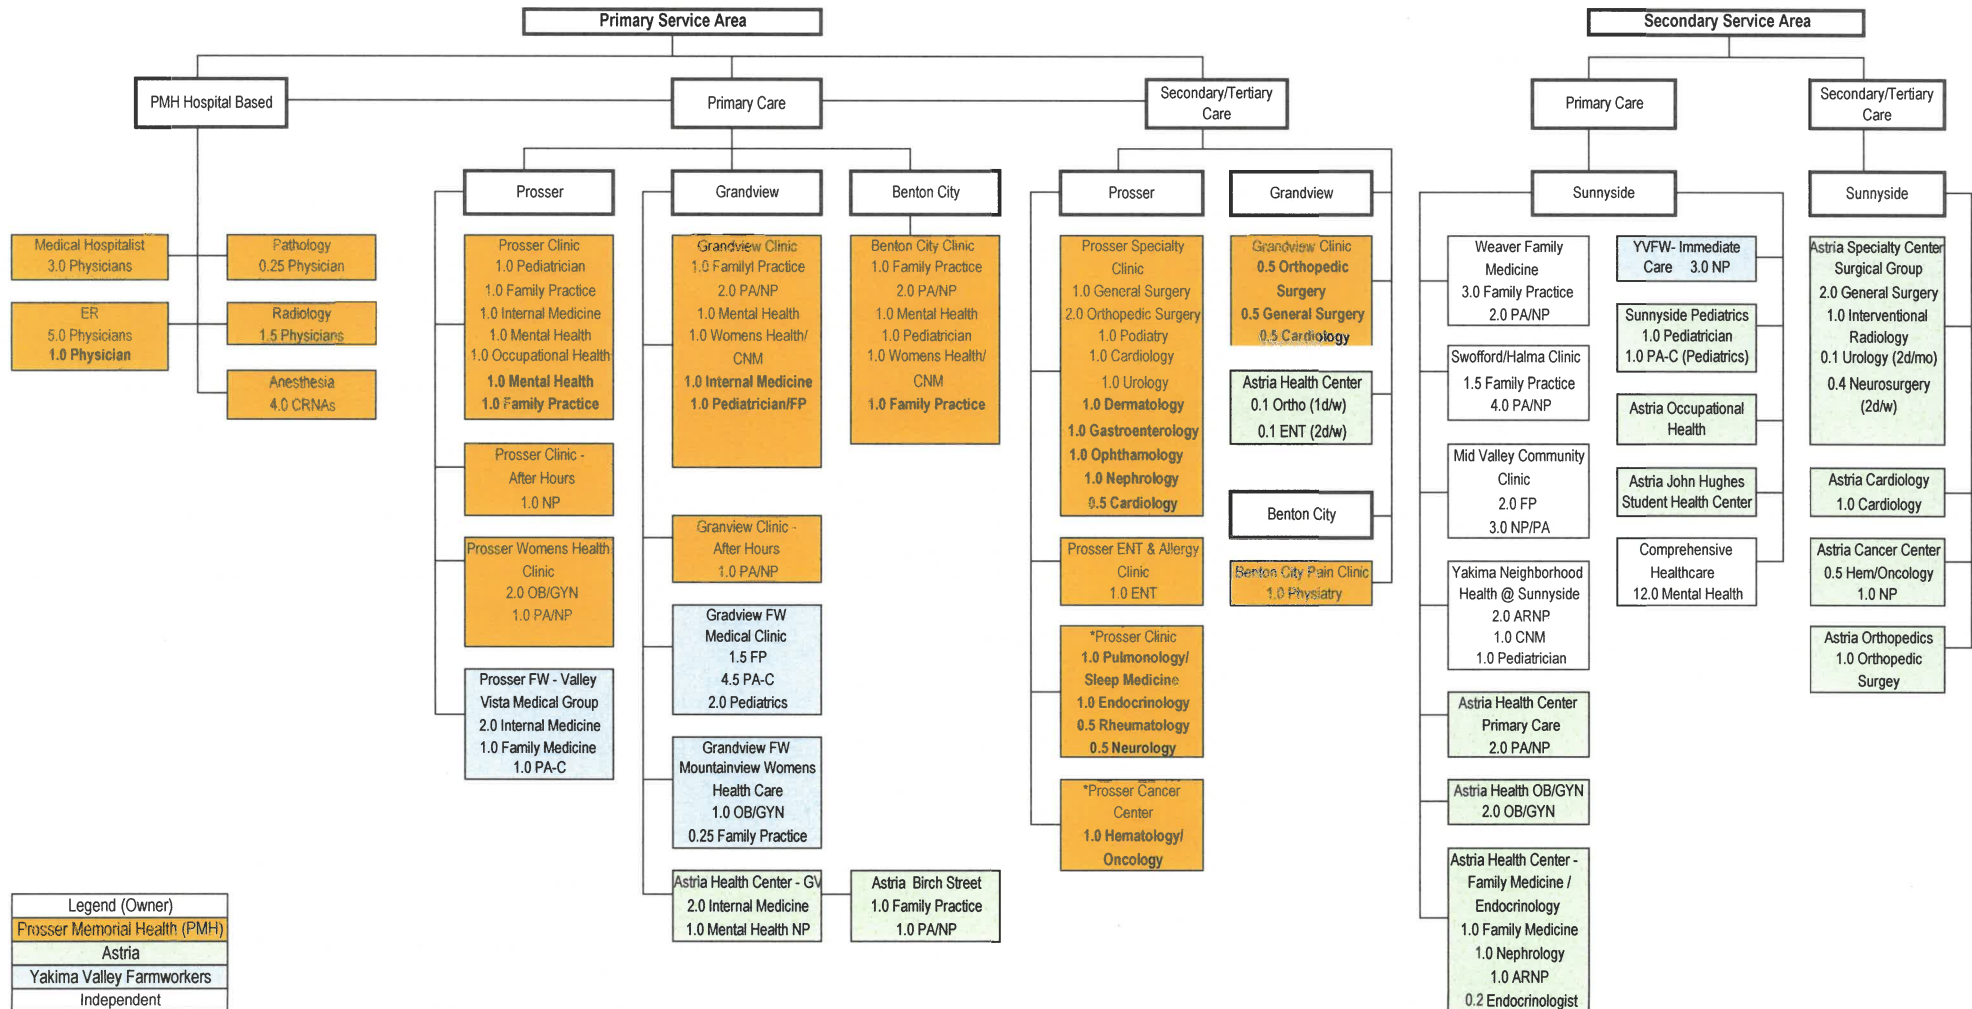 Primary Service Area
Secondary Service Area
PMH Hospital Based
Primary Care
Secondary/Tertiary
Care
Primary Care
Secondary/Tertiary
Care
Prosser
Grandview
Benton City
Prosser
Grandview
Sunnyside
Sunnyside
Medical Hospitalist
3.0 Physicians
Pathology
0.25 Physician
ER
5.0 Physicians
1.0 Physician
Radiology
1.5 Physicians
Anesthesia
4.0 CRNAs
Prosser Clinic
1.0 Pediatrician
1.0 Family Practice
1.0 Internal Medicine
1.0 Mental Health
1.0 Occupational Health
1.0 Mental Health
1.0 Family Practice
Prosser Clinic -
After Hours
1.0 NP
Prosser Womens Health
Clinic
2.0 OB/GYN
1.0 PA/NP
Prosser FW - Valley
Vista Medical Group
2.0 Internal Medicine
1.0 Family Medicine
1.0 PA-C
Grandview Clinic
1.0 Familyl Practice
2.0 PA/NP
1.0 Mental Health
1.0 Womens Health/
CNM
1.0 Internal Medicine
1.0 Pediatrician/FP
Granview Clinic -
After Hours
1.0 PA/NP
Gradview FW
Medical Clinic
1.5 FP
4.5 PA-C
2.0 Pediatrics
Grandview FW
Mountainview Womens
Health Care
1.0 OB/GYN
0.25 Family Practice
Astria Health Center - GV
2.0 Internal Medicine
1.0 Mental Health NP
Benton City Clinic
1.0 Family Practice
2.0 PA/NP
1.0 Mental Health
1.0 Pediatrician
1.0 Womens Health/
CNM
1.0 Family Practice
Astria Birch Street
1.0 Family Practice
1.0 PA/NP
Prosser Specialty
Clinic
1.0 General Surgery
2.0 Orthopedic Surgery
1.0 Podiatry
1.0 Cardiology
1.0 Urology
1.0 Dermatology
1.0 Gastroenterology
1.0 Ophthamology
1.0 Nephrology
0.5 Cardiology
Prosser ENT & Allergy
Clinic
1.0 ENT
*Prosser Clinic
1.0 Pulmonology/
Sleep Medicine
1.0 Endocrinology
0.5 Rheumatology
0.5 Neurology
*Prosser Cancer
Center
1.0 Hematology/
Oncology
Grandview Clinic
0.5 Orthopedic
Surgery
0.5 General Surgery
0.5 Cardiology
Astria Health Center
0.1 Ortho (1d/w)
0.1 ENT (2d/w)
Benton City
Benton City Pain Clinic
1.0 Physiatry
Weaver Family
Medicine
3.0 Family Practice
2.0 PA/NP
Swofford/Halma Clinic
1.5 Family Practice
4.0 PA/NP
Mid Valley Community
Clinic
2.0 FP
3.0 NP/PA
Yakima Neighborhood
Health @ Sunnyside
2.0 ARNP
1.0 CNM
1.0 Pediatrician
Astria Health Center
Primary Care
2.0 PA/NP
Astria Health OB/GYN
2.0 OB/GYN
Astria Health Center -
Family Medicine /
Endocrinology
1.0 Family Medicine
1.0 Nephrology
1.0 ARNP
0.2 Endocrinologist
YVFW- Immediate
Care 3.0 NP
Sunnyside Pediatrics
1.0 Pediatrician
1.0 PA-C (Pediatrics)
Astria Occupational
Health
Astria John Hughes
Student Health Center
Comprehensive
Healthcare
12.0 Mental Health
Astria Specialty Center
Surgical Group
2.0 General Surgery
1.0 Interventional
Radiology
0.1 Urology (2d/mo)
0.4 Neurosurgery
(2d/w)
Astria Cardiology
1.0 Cardiology
Astria Cancer Center
0.5 Hem/Oncology
1.0 NP
Astria Orthopedics
1.0 Orthopedic
Surgey
Legend (Owner)
Prosser Memorial Health (PMH)
Astria
Yakima Valley Farmworkers
Independent